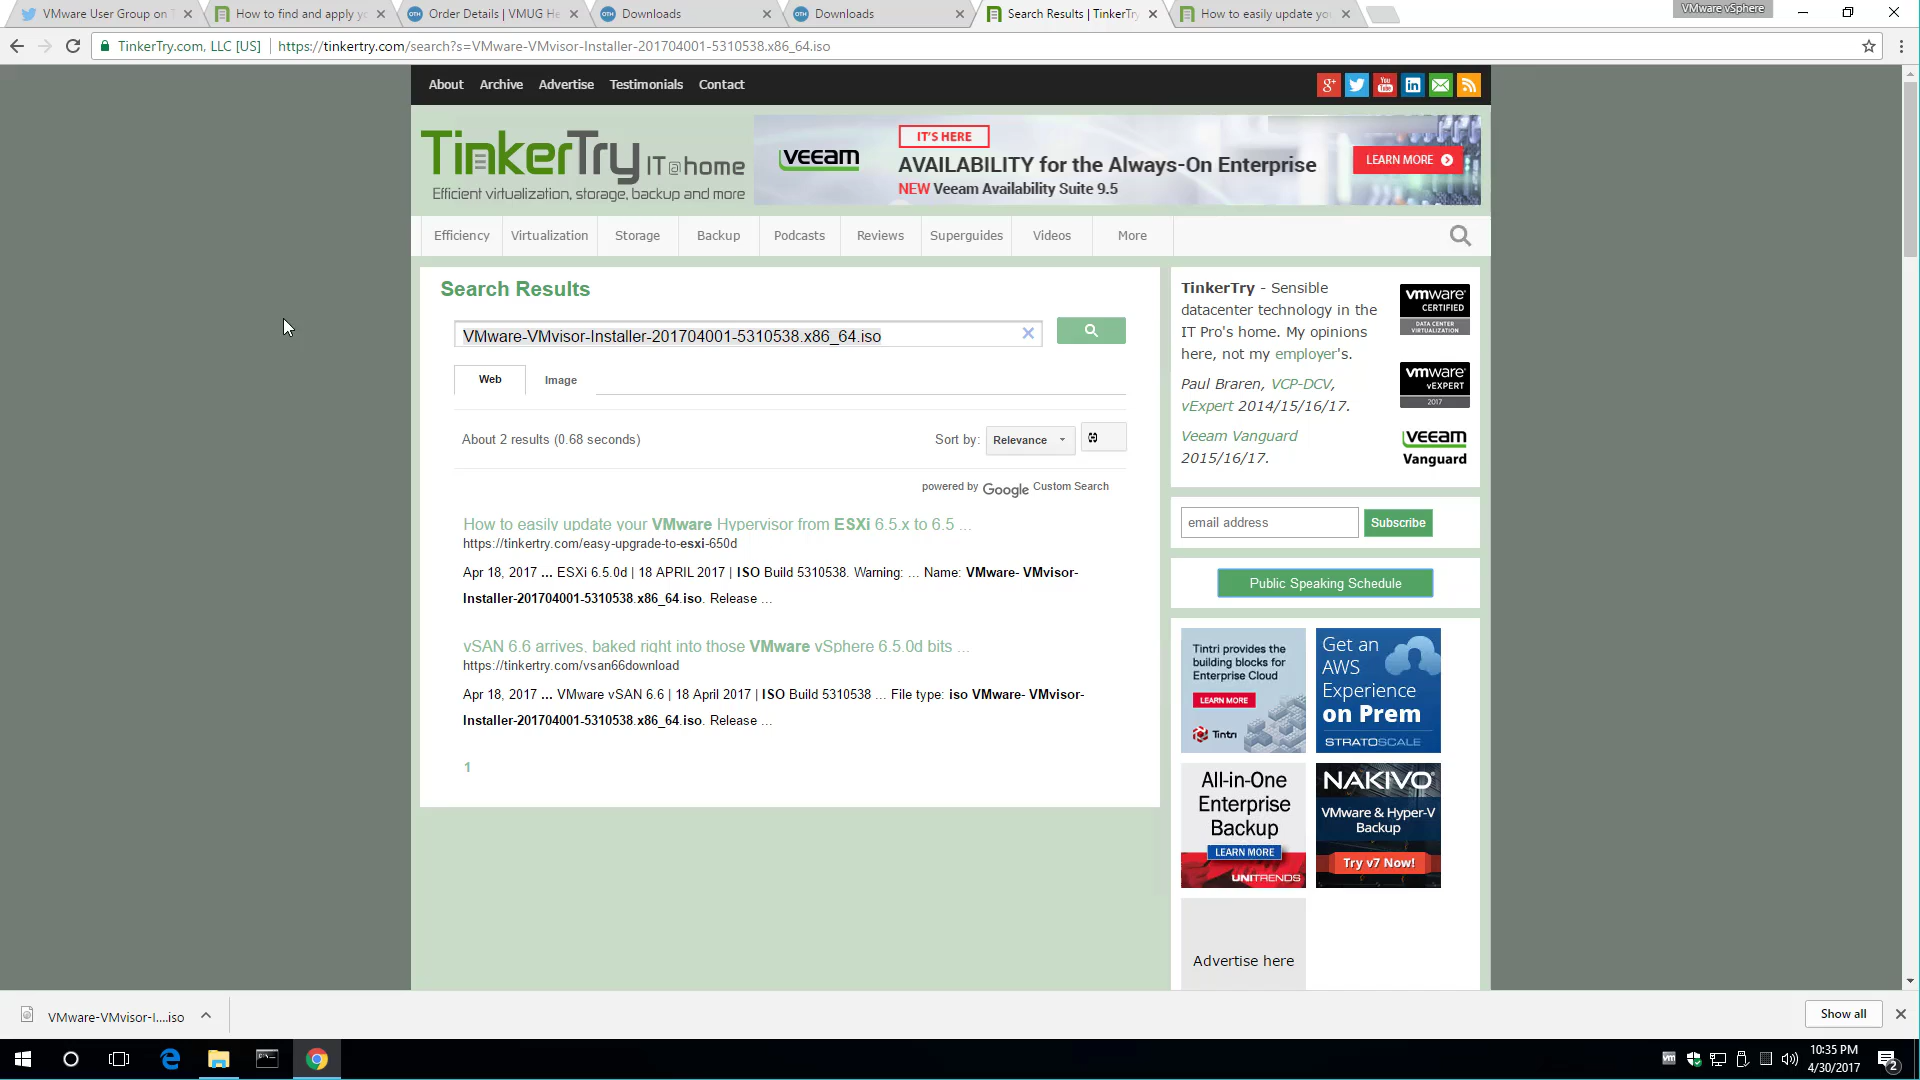 VMware User Group on T
How to find and apply yo
Order Details | VMUG He
Downloads
Downloads
Search Results | TinkerTry
How to easily update you
VMware vSphere
TinkerTry.com, LLC [US]
https://tinkertry.com/search?s=VMware-VMvisor-Installer-201704001-5310538.x86_64.iso
About Archive Advertise Testimonials Contact
TinkerTry IT@home
Efficient virtualization, storage, backup and more
VEEAM
IT'S HERE
AVAILABILITY for the Always-On Enterprise
NEW Veeam Availability Suite 9.5
LEARN MORE
Efficiency Virtualization Storage Backup Podcasts Reviews Superguides Videos More
Search Results
VMware-VMvisor-Installer-201704001-5310538.x86_64.iso
Web Image
About 2 results (0.68 seconds)
Sort by: Relevance
powered by Google Custom Search
How to easily update your VMware Hypervisor from ESXi 6.5.x to 6.5 ...
https://tinkertry.com/easy-upgrade-to-esxi-650d
Apr 18, 2017 ... ESXi 6.5.0d | 18 APRIL 2017 | ISO Build 5310538. Warning: ... Name: VMware- VMvisor-
Installer-201704001-5310538.x86_64.iso. Release ...
vSAN 6.6 arrives, baked right into those VMware vSphere 6.5.0d bits ...
https://tinkertry.com/vsan66download
Apr 18, 2017 ... VMware vSAN 6.6 | 18 April 2017 | ISO Build 5310538 ... File type: iso VMware- VMvisor-
Installer-201704001-5310538.x86_64.iso. Release ...
1
TinkerTry - Sensible
datacenter technology in the
IT Pro's home. My opinions
here, not my employer's.
Paul Braren, VCP-DCV,
vExpert 2014/15/16/17.
Veeam Vanguard
2015/16/17.
vmware
CERTIFIED
DATA CENTER
VIRTUALIZATION
vmware
vEXPERT
2017
VEEAM
Vanguard
email address
Subscribe
Public Speaking Schedule
Tintri provides the
building blocks for
Enterprise Cloud
LEARN MORE
Tintri
Get an
AWS
Experience
on Prem
STRATOSCALE
All-in-One
Enterprise
Backup
LEARN MORE
UNITRENDS
NAKIVO
VMware & Hyper-V
Backup
Try v7 Now!
Advertise here
VMware-VMvisor-I....iso
Show all
10:35 PM
4/30/2017
2